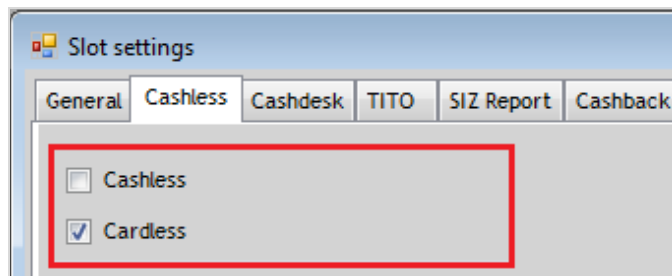 Slot settings
General Cashless Cashdesk TITO SIZ Report Cashback
Cashless
Cardless